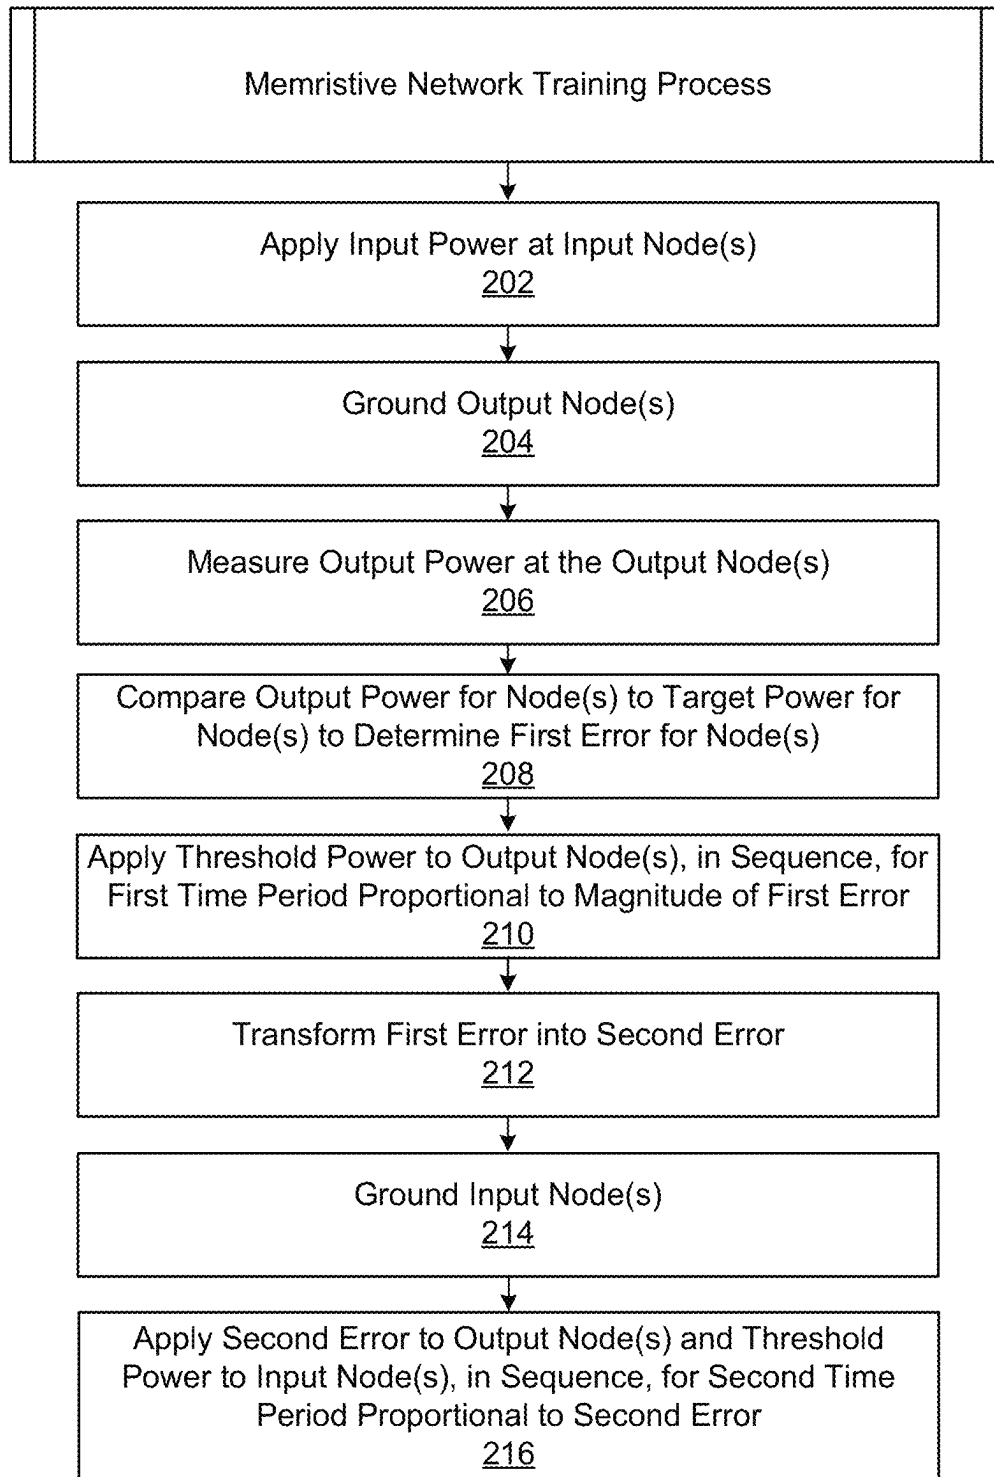 Memristive Network Training Process
Apply Input Power at Input Node(s)
202
Ground Output Node(s)
204
Measure Output Power at the Output Node(s)
206
Compare Output Power for Node(s) to Target Power for
Node(s) to Determine First Error for Node(s)
208
Apply Threshold Power to Output Node(s), in Sequence, for
First Time Period Proportional to Magnitude of First Error
210
Transform First Error into Second Error
212
Ground Input Node(s)
214
Apply Second Error to Output Node(s) and Threshold
Power to Input Node(s), in Sequence, for Second Time
Period Proportional to Second Error
216